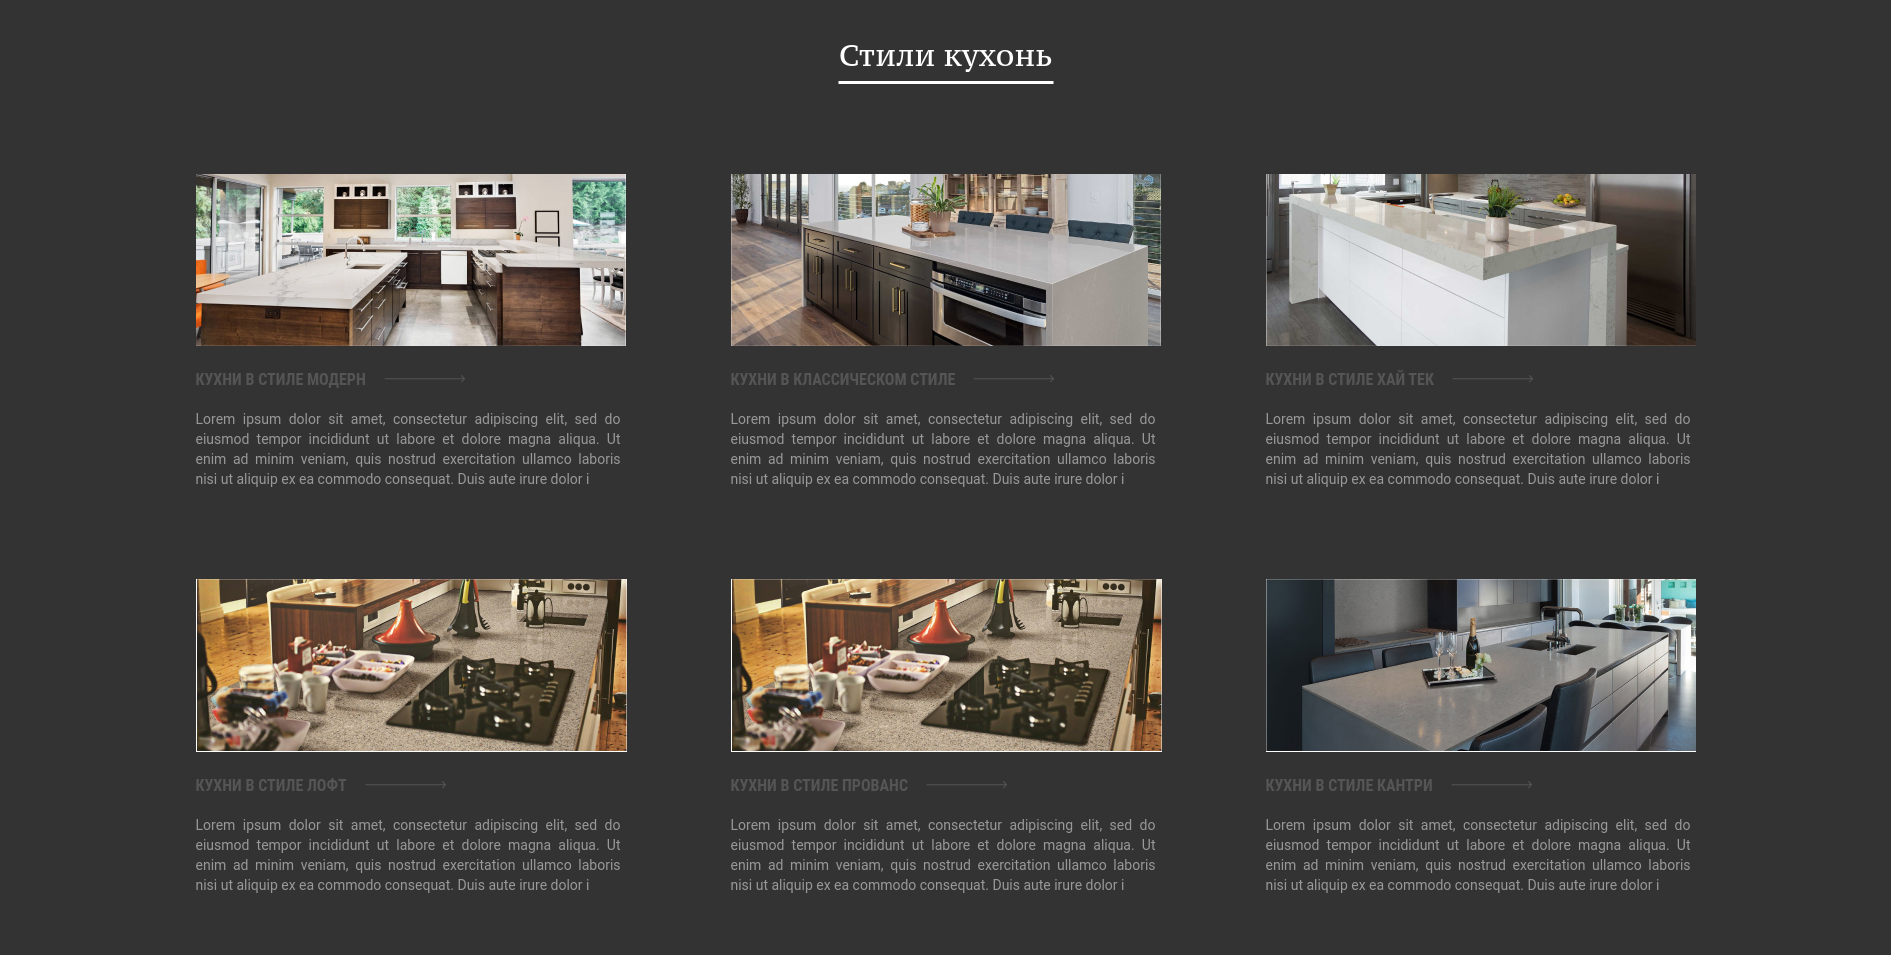 Стили кухонь
КУХНИ В СТИЛЕ МОДЕРН
Lorem ipsum dolor sit amet, consectetur adipiscing elit, sed do
eiusmod tempor incididunt ut labore et dolore magna aliqua. Ut
enim ad minim veniam, quis nostrud exercitation ullamco laboris
nisi ut aliquip ex ea commodo consequat. Duis aute irure dolor i
КУХНИ В КЛАССИЧЕСКОМ СТИЛЕ
Lorem ipsum dolor sit amet, consectetur adipiscing elit, sed do
eiusmod tempor incididunt ut labore et dolore magna aliqua. Ut
enim ad minim veniam, quis nostrud exercitation ullamco laboris
nisi ut aliquip ex ea commodo consequat. Duis aute irure dolor i
КУХНИ В СТИЛЕ ХАЙ ТЕК
Lorem ipsum dolor sit amet, consectetur adipiscing elit, sed do
eiusmod tempor incididunt ut labore et dolore magna aliqua. Ut
enim ad minim veniam, quis nostrud exercitation ullamco laboris
nisi ut aliquip ex ea commodo consequat. Duis aute irure dolor i
КУХНИ В СТИЛЕ ЛОФТ
Lorem ipsum dolor sit amet, consectetur adipiscing elit, sed do
eiusmod tempor incididunt ut labore et dolore magna aliqua. Ut
enim ad minim veniam, quis nostrud exercitation ullamco laboris
nisi ut aliquip ex ea commodo consequat. Duis aute irure dolor i
КУХНИ В СТИЛЕ ПРОВАНС
Lorem ipsum dolor sit amet, consectetur adipiscing elit, sed do
eiusmod tempor incididunt ut labore et dolore magna aliqua. Ut
enim ad minim veniam, quis nostrud exercitation ullamco laboris
nisi ut aliquip ex ea commodo consequat. Duis aute irure dolor i
КУХНИ В СТИЛЕ КАНТРИ
Lorem ipsum dolor sit amet, consectetur adipiscing elit, sed do
eiusmod tempor incididunt ut labore et dolore magna aliqua. Ut
enim ad minim veniam, quis nostrud exercitation ullamco laboris
nisi ut aliquip ex ea commodo consequat. Duis aute irure dolor i